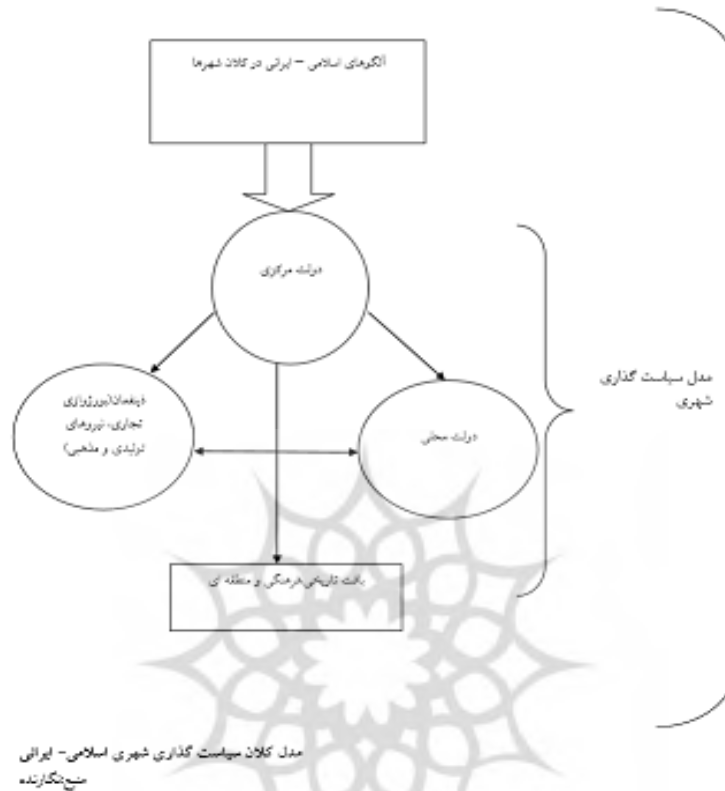 الگوهای اسلامی – ایرانی در کلان شهرها
دولت مرکزی
ذینفعان(بورژوازی
تجاری، نیروهای
تولیدی و مذهبی)
دولت محلی
مدل سیاست گذاری
شهری
بافت تاریخی،فرهنگی و منطقه ای
مدل کلان سیاست گذاری شهری اسلامی- ایرانی
منبع:نگارنده